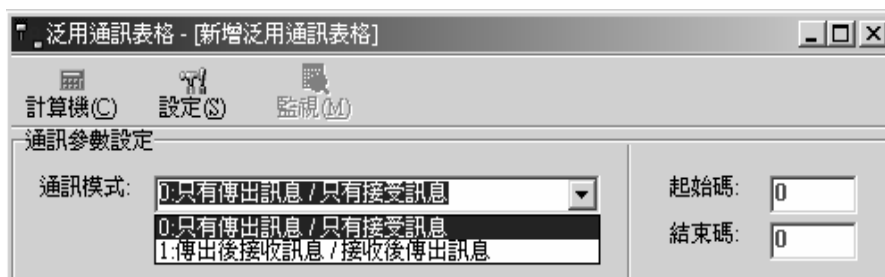 泛用通訊表格 - [新增泛用通訊表格]
計算機(C) 設定(S) 監視(M)
通訊參數設定
通訊模式: 0:只有傳出訊息 / 只有接受訊息 起始碼: 0
0:只有傳出訊息 / 只有接受訊息
1:傳出後接收訊息 / 接收後傳出訊息 結束碼: 0